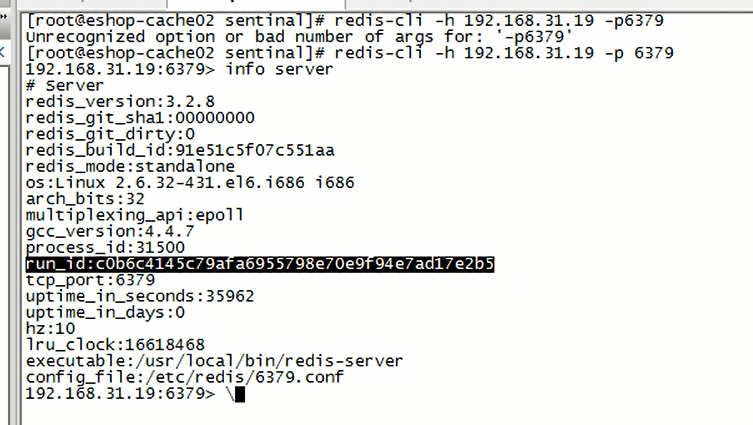 [root@eshop-cache02 sentinal]# redis-cli -h 192.168.31.19 -p6379
Unrecognized option or bad number of args for: '-p6379'
[root@eshop-cache02 sentinal]# redis-cli -h 192.168.31.19 -p 6379
192.168.31.19:6379> info server
# Server
redis_version:3.2.8
redis_git_sha1:00000000
redis_git_dirty:0
redis_build_id:91e51c5f07c551aa
redis_mode:standalone
os:Linux 2.6.32-431.el6.i686 i686
arch_bits:32
multiplexing_api:epoll
gcc_version:4.4.7
process_id:31500
run_id:c0b6c4145c79afa6955798e70e9f94e7ad17e2b5
tcp_port:6379
uptime_in_seconds:35962
uptime_in_days:0
hz:10
lru_clock:16618468
executable:/usr/local/bin/redis-server
config_file:/etc/redis/6379.conf
192.168.31.19:6379> \